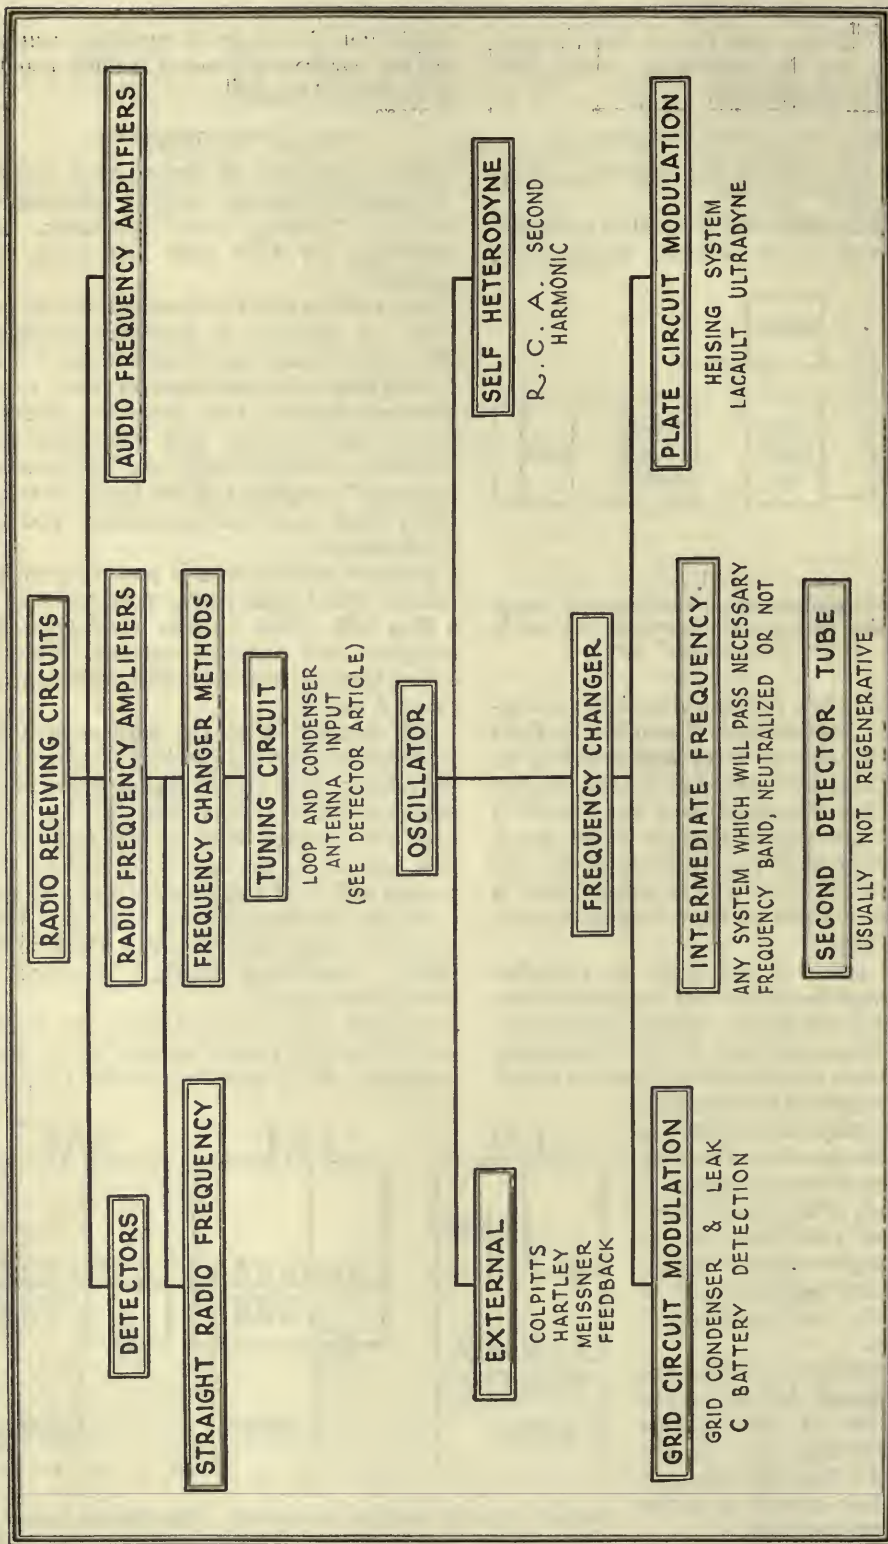 RADIO RECEIVING CIRCUITS
DETECTORS
RADIO FREQUENCY AMPLIFIERS
AUDIO FREQUENCY AMPLIFIERS
STRAIGHT RADIO FREQUENCY
FREQUENCY CHANGER METHODS
TUNING CIRCUIT
LOOP AND CONDENSER
ANTENNA INPUT
(SEE DETECTOR ARTICLE)
OSCILLATOR
EXTERNAL
COLPITTS
HARTLEY
MEISSNER
FEEDBACK
SELF HETERODYNE
R. C. A. SECOND
HARMONIC
FREQUENCY CHANGER
GRID CIRCUIT MODULATION
GRID CONDENSER & LEAK
C BATTERY DETECTION
PLATE CIRCUIT MODULATION
HEISING SYSTEM
LACAULT ULTRADYNE
INTERMEDIATE FREQUENCY.
ANY SYSTEM WHICH WILL PASS NECESSARY
FREQUENCY BAND, NEUTRALIZED OR NOT
SECOND DETECTOR TUBE
USUALLY NOT REGENERATIVE